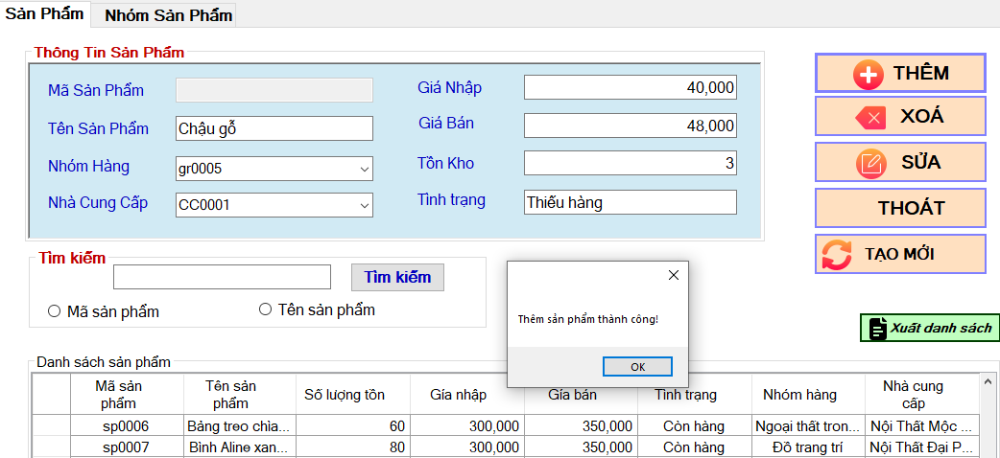 Sản Phẩm
Nhóm Sản Phẩm
Thông Tin Sản Phẩm
Mã Sản Phẩm
Tên Sản Phẩm
Chậu gỗ
Nhóm Hàng
gr0005
Nhà Cung Cấp
CC0001
Giá Nhập
40,000
Giá Bán
48,000
Tồn Kho
3
Tình trạng
Thiếu hàng
THÊM
XOÁ
SỬA
THOÁT
TẠO MỚI
Tìm kiếm
Tìm kiếm
Mã sản phẩm
Tên sản phẩm
Thêm sản phẩm thành công!
OK
Xuất danh sách
Danh sách sản phẩm
Mã sản phẩm Tên sản phẩm Số lượng tồn Gía nhập Gía bán Tình trạng Nhóm hàng Nhà cung cấp
sp0006 Bảng treo chìa... 60 300,000 350,000 Còn hàng Ngoại thất tron... Nội Thất Mộc ...
sp0007 Bình Aline xan... 80 300,000 350,000 Còn hàng Đồ trang trí Nội Thất Đại P...